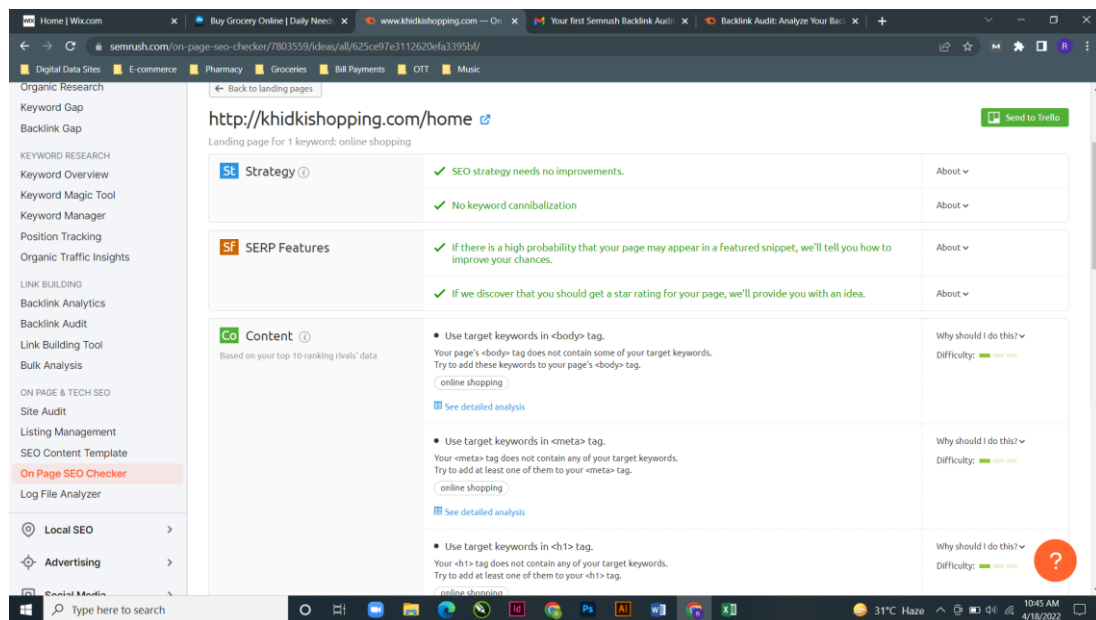 Home | Wix.com
Buy Grocery Online | Daily Needs
www.khidkishopping.com — On
Your first Semrush Backlink Audit
Backlink Audit: Analyze Your Bac
semrush.com/on-page-seo-checker/7803559/ideas/all/625ce97e3112620efa3395bf/
Digital Data Sites
E-commerce
Pharmacy
Groceries
Bill Payments
OTT
Music
Organic Research
Keyword Gap
Backlink Gap
KEYWORD RESEARCH
Keyword Overview
Keyword Magic Tool
Keyword Manager
Position Tracking
Organic Traffic Insights
LINK BUILDING
Backlink Analytics
Backlink Audit
Link Building Tool
Bulk Analysis
ON PAGE & TECH SEO
Site Audit
Listing Management
SEO Content Template
On Page SEO Checker
Log File Analyzer
Local SEO
Advertising
Social Media
← Back to landing pages
http://khidkishopping.com/home
Send to Trello
Landing page for 1 keyword: online shopping
St Strategy
SEO strategy needs no improvements.
About
No keyword cannibalization
About
Sf SERP Features
If there is a high probability that your page may appear in a featured snippet, we'll tell you how to
improve your chances.
About
If we discover that you should get a star rating for your page, we'll provide you with an idea.
About
Co Content
Based on your top 10-ranking rivals' data
Use target keywords in <body> tag.
Your page's <body> tag does not contain some of your target keywords.
Try to add these keywords to your page's <body> tag.
online shopping
See detailed analysis
Why should I do this?
Difficulty:
Use target keywords in <meta> tag.
Your <meta> tag does not contain any of your target keywords.
Try to add at least one of them to your <meta> tag.
online shopping
See detailed analysis
Why should I do this?
Difficulty:
Use target keywords in <h1> tag.
Your <h1> tag does not contain any of your target keywords.
Try to add at least one of them to your <h1> tag.
online shopping
Why should I do this?
Difficulty:
?
Type here to search
31°C Haze
10:45 AM
4/18/2022